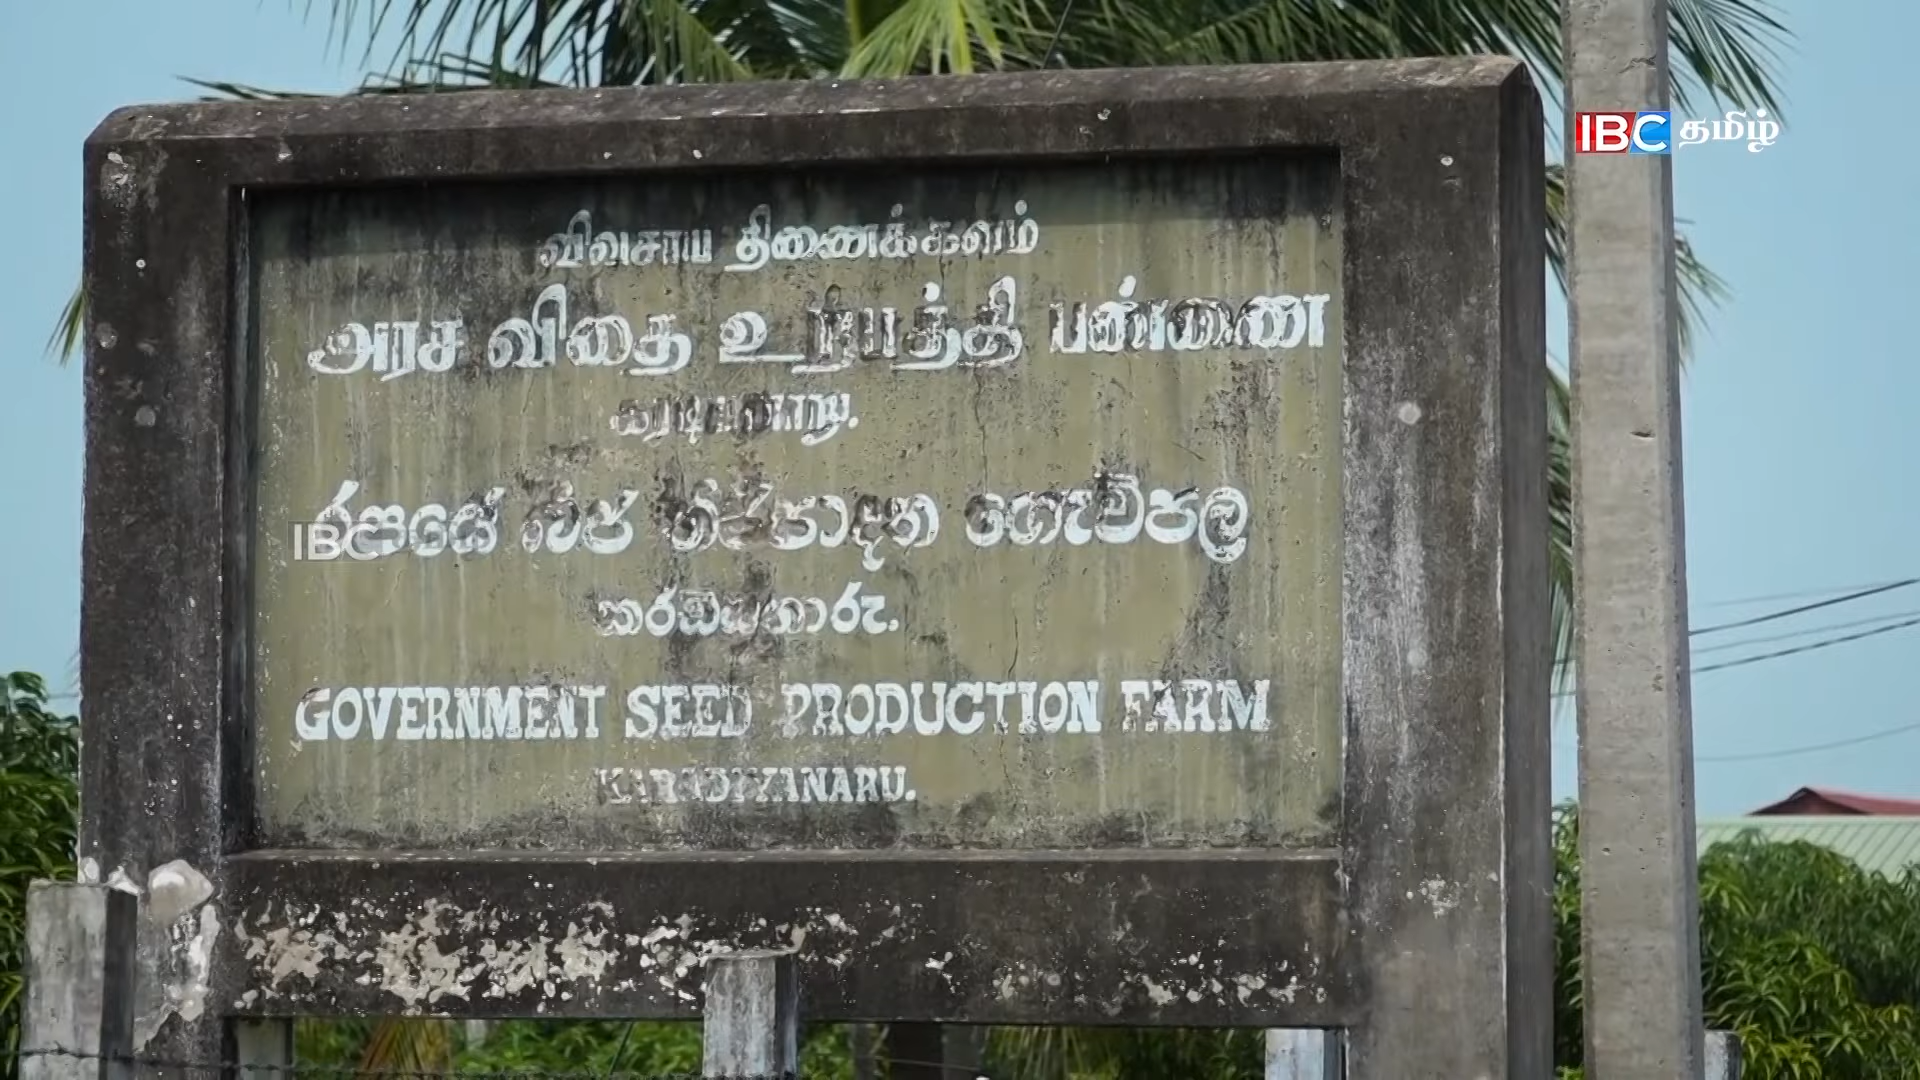 IBC தமிழ்
விவசாய திணைக்களம்
அரச விதை உற்பத்தி பண்ணை
கரடியனாறு.
රජයේ බීජ නිෂ්පාදන ගොවිපල
IBC
කරඩියනාරු.
GOVERNMENT SEED PRODUCTION FARM
KARADIYANARU.